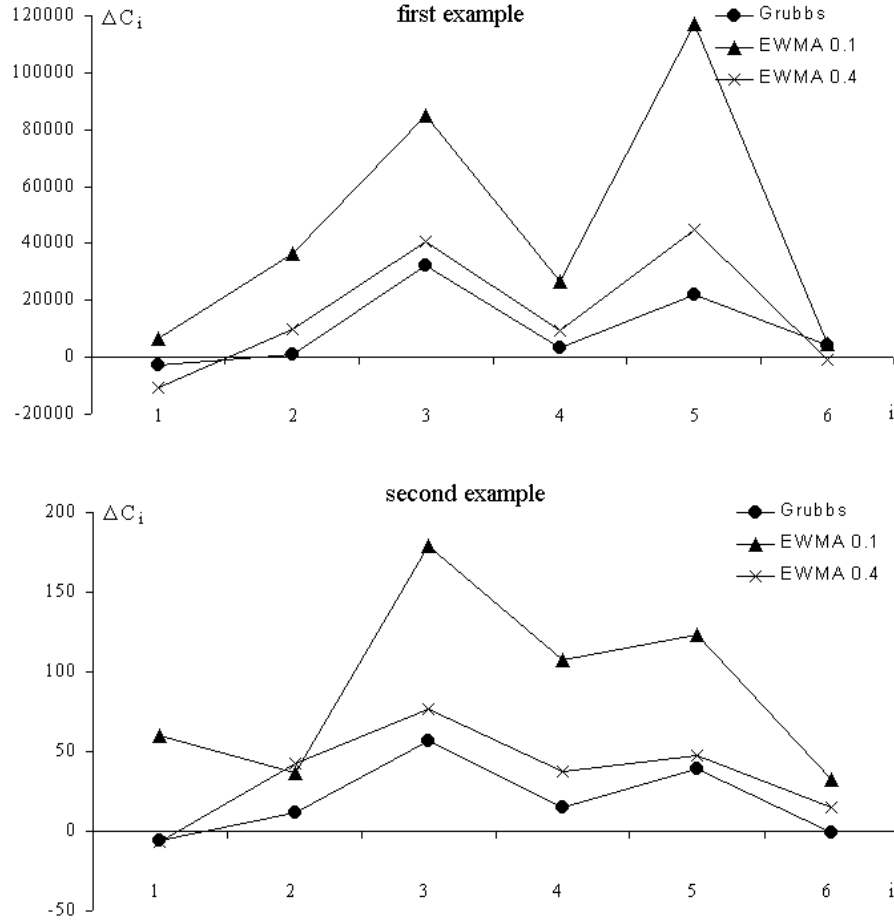 ΔC i
first example
Grubbs
EWMA 0.1
EWMA 0.4
120000
100000
80000
60000
40000
20000
0
-20000
1 2 3 4 5 6 i
ΔC i
second example
Grubbs
EWMA 0.1
EWMA 0.4
200
150
100
50
0
-50
1 2 3 4 5 6 i